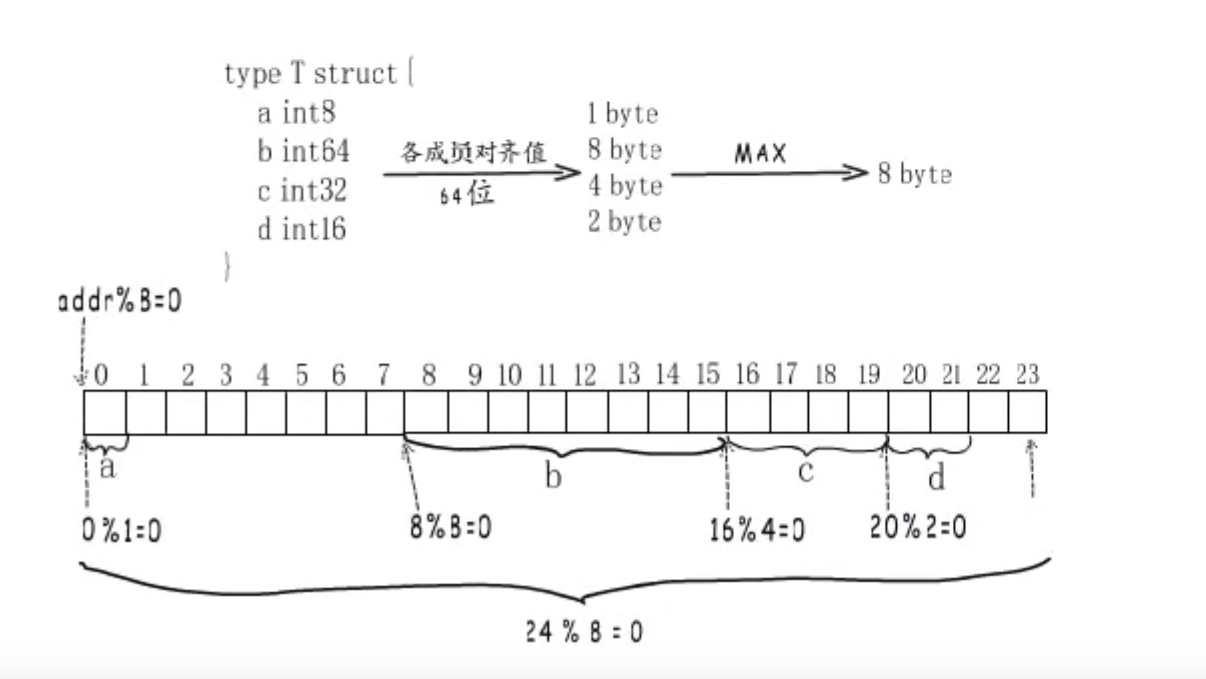 type T struct {
a int8
b int64
c int32
d int16
}
各成员对齐值
64位
1 byte
8 byte
4 byte
2 byte
MAX
8 byte
addr%8=0
0 1 2 3 4 5 6 7 8 9 10 11 12 13 14 15 16 17 18 19 20 21 22 23
a
b
c
d
0%1=0
8%8=0
16%4=0
20%2=0
24%8=0